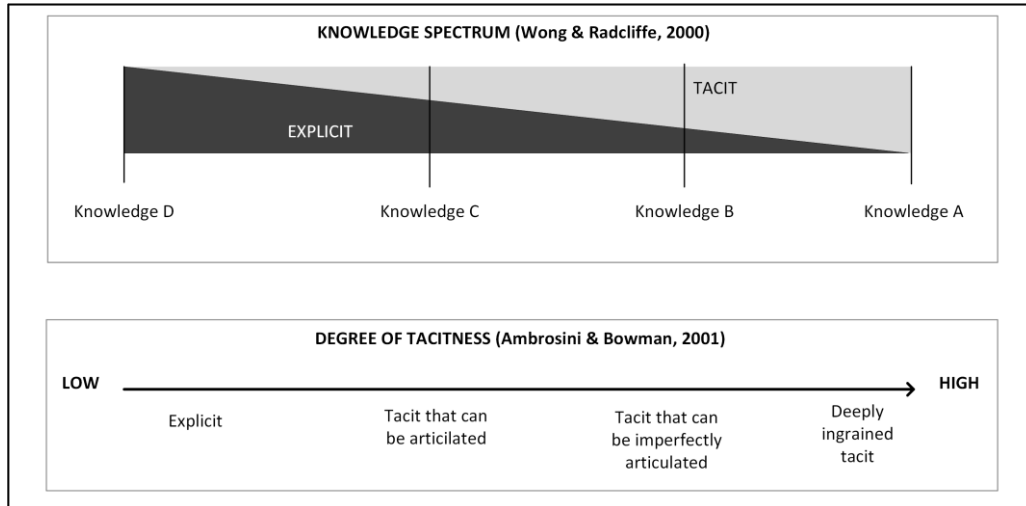 KNOWLEDGE SPECTRUM (Wong & Radcliffe, 2000)
TACIT
EXPLICIT
Knowledge D
Knowledge C
Knowledge B
Knowledge A
DEGREE OF TACITNESS (Ambrosini & Bowman, 2001)
LOW
HIGH
Explicit
Tacit that can
be articilated
Tacit that can
be imperfectly
articulated
Deeply
ingrained
tacit